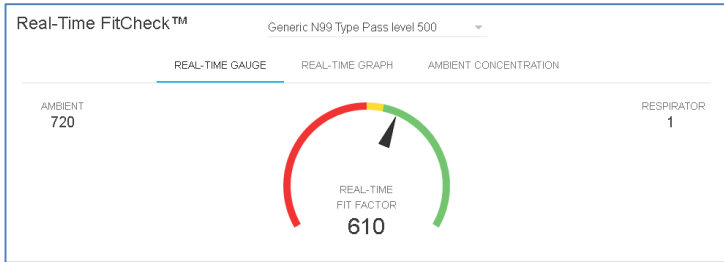 Real-Time FitCheck™
Generic N99 Type Pass level 500
REAL-TIME GAUGE
REAL-TIME GRAPH
AMBIENT CONCENTRATION
AMBIENT
720
RESPIRATOR
1
REAL-TIME
FIT FACTOR
610